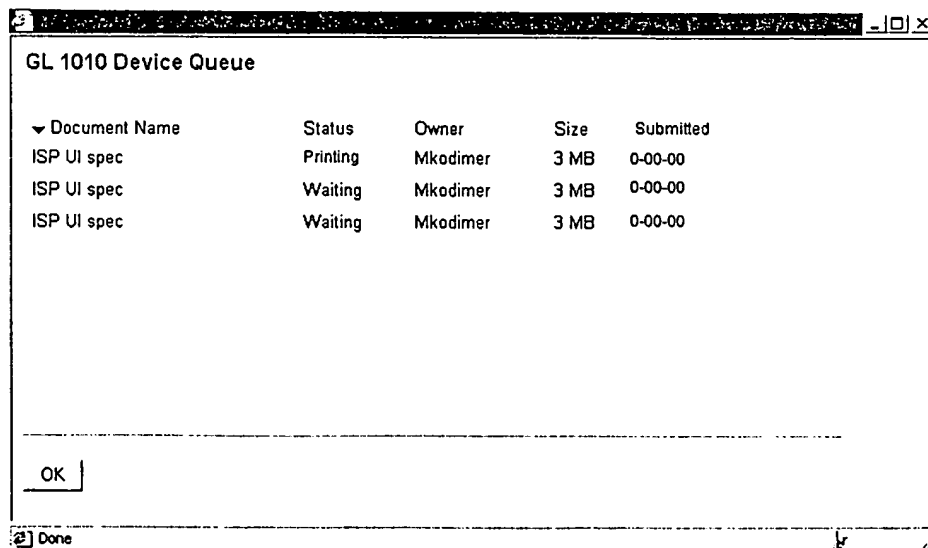 GL 1010 Device Queue
Document Name Status Owner Size Submitted
ISP UI spec Printing Mkodimer 3 MB 0-00-00
ISP UI spec Waiting Mkodimer 3 MB 0-00-00
ISP UI spec Waiting Mkodimer 3 MB 0-00-00
OK
Done